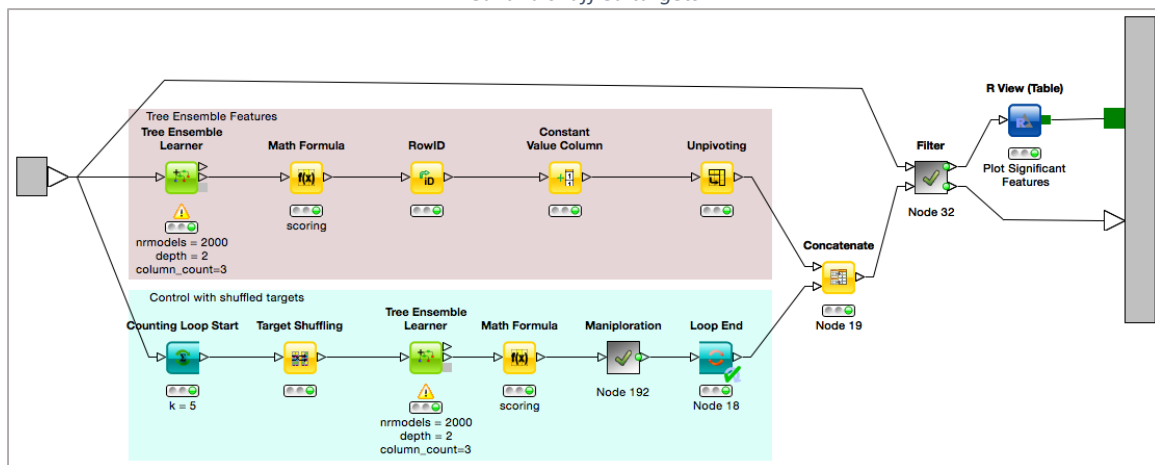 Tree Ensemble Features
Tree Ensemble
Learner
Math Formula
RowID
Constant
Value Column
Unpivoting
scoring
nrmodels = 2000
depth = 2
column_count=3
R View (Table)
Plot Significant
Features
Filter
Node 32
Concatenate
Node 19
Control with shuffled targets
Counting Loop Start
Target Shuffling
Tree Ensemble
Learner
Math Formula
Maniploration
Loop End
k = 5
nrmodels = 2000
depth = 2
column_count=3
scoring
Node 192
Node 18